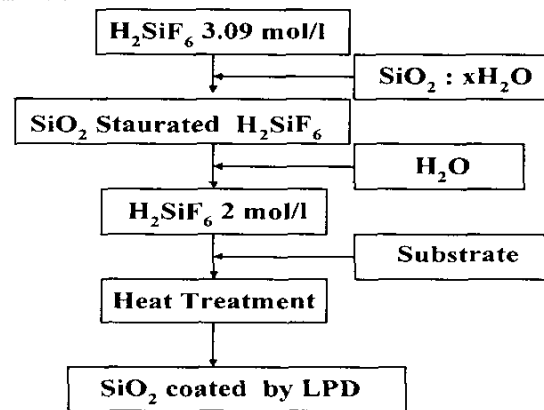 H₂SiF₆ 3.09 mol/l
SiO₂ : xH₂O
SiO₂ Staurated H₂SiF₆
H₂O
H₂SiF₆ 2 mol/l
Substrate
Heat Treatment
SiO₂ coated by LPD